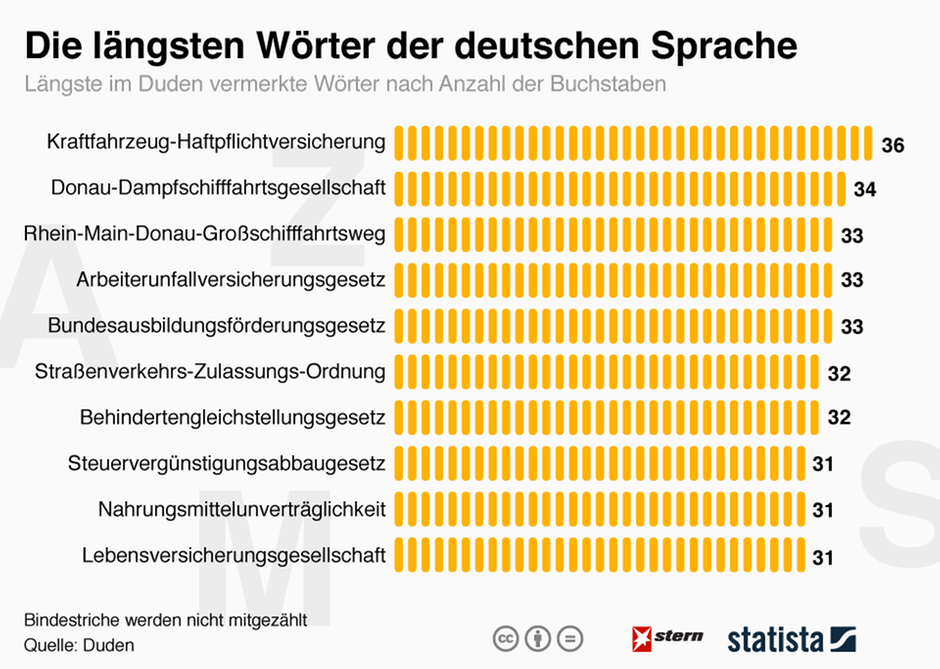 Die längsten Wörter der deutschen Sprache
Längste im Duden vermerkte Wörter nach Anzahl der Buchstaben
Kraftfahrzeug-Haftpflichtversicherung 36
Donau-Dampfschifffahrtsgesellschaft 34
Rhein-Main-Donau-Großschifffahrtsweg 33
Arbeiterunfallversicherungsgesetz 33
Bundesausbildungsförderungsgesetz 33
Straßenverkehrs-Zulassungs-Ordnung 32
Behindertengleichstellungsgesetz 32
Steuervergünstigungsabbaugesetz 31
Nahrungsmittelunverträglichkeit 31
Lebensversicherungsgesellschaft 31
A Z M S
Bindestriche werden nicht mitgezählt
Quelle: Duden
cc = stern statista